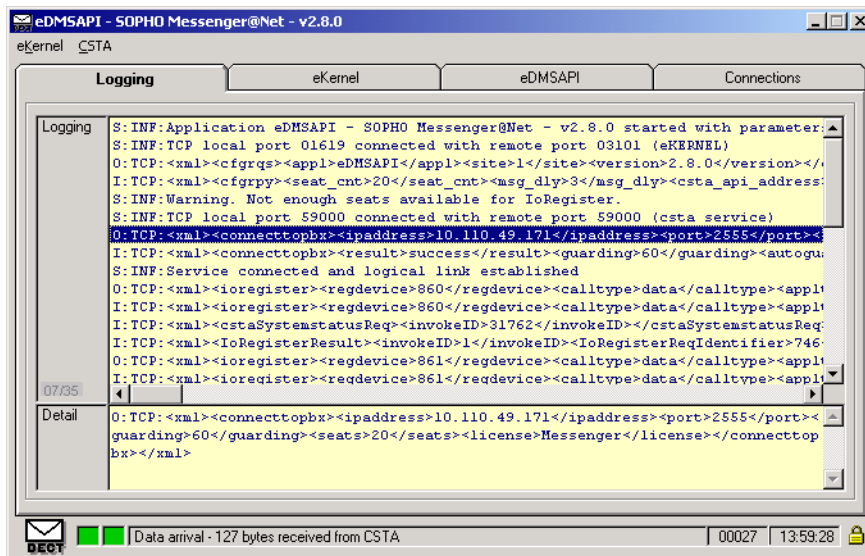 eDMSAPI - SOPHO Messenger@Net - v2.8.0
eKernel CSTA
Logging eKernel eDMSAPI Connections
Logging
S:INF:Application eDMSAPI - SOPHO Messenger@Net - v2.8.0 started with parameter:
S:INF:TCP local port 01619 connected with remote port 03101 (eKERNEL)
O:TCP:<xml><cfgrqs><appl>eDMSAPI</appl><site>1</site><version>2.8.0</version></
I:TCP:<xml><cfgrpy><seat_cnt>20</seat_cnt><msg_dly>3</msg_dly><csta_api_address>
S:INF:Warning. Not enough seats available for IoRegister.
S:INF:TCP local port 59000 connected with remote port 59000 (csta service)
O:TCP:<xml><connecttopbx><ipaddress>10.110.49.171</ipaddress><port>2555</port><
I:TCP:<xml><connecttopbx><result>success</result><guarding>60</guarding><autogua
S:INF:Service connected and logical link established
O:TCP:<xml><ioregister><regdevice>860</regdevice><calltype>data</calltype><applt
I:TCP:<xml><ioregister><regdevice>860</regdevice><calltype>data</calltype><applt
I:TCP:<xml><cstaSystemstatusReq><invokeID>31762</invokeID></cstaSystemstatusReq>
I:TCP:<xml><IoRegisterResult><invokeID>1</invokeID><IoRegisterReqIdentifier>746
O:TCP:<xml><ioregister><regdevice>861</regdevice><calltype>data</calltype><applt
I:TCP:<xml><ioregister><regdevice>861</regdevice><calltype>data</calltype><applt
07/35
Detail
O:TCP:<xml><connecttopbx><ipaddress>10.110.49.171</ipaddress><port>2555</port><
guarding>60</guarding><seats>20</seats><license>Messenger</license></connecttop
bx></xml>
DECT Data arrival - 127 bytes received from CSTA 00027 13:59:28